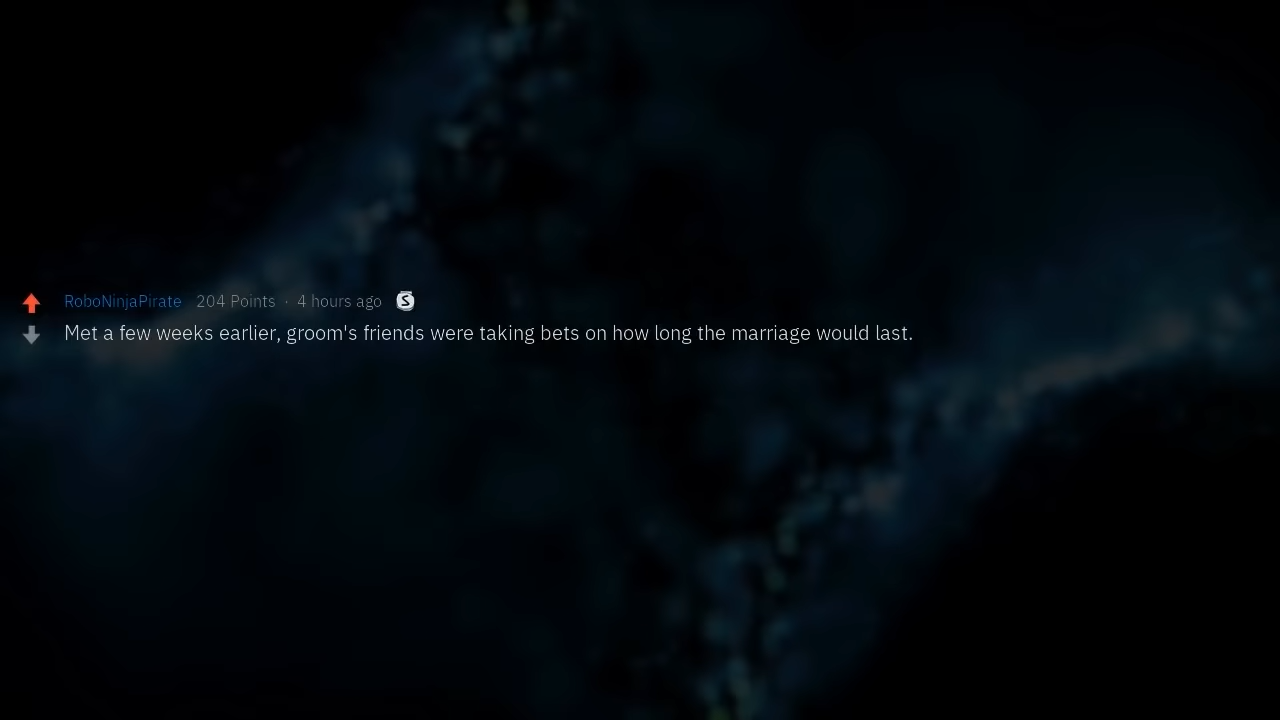 RoboNinjaPirate 204 Points · 4 hours ago S
Met a few weeks earlier, groom's friends were taking bets on how long the marriage would last.